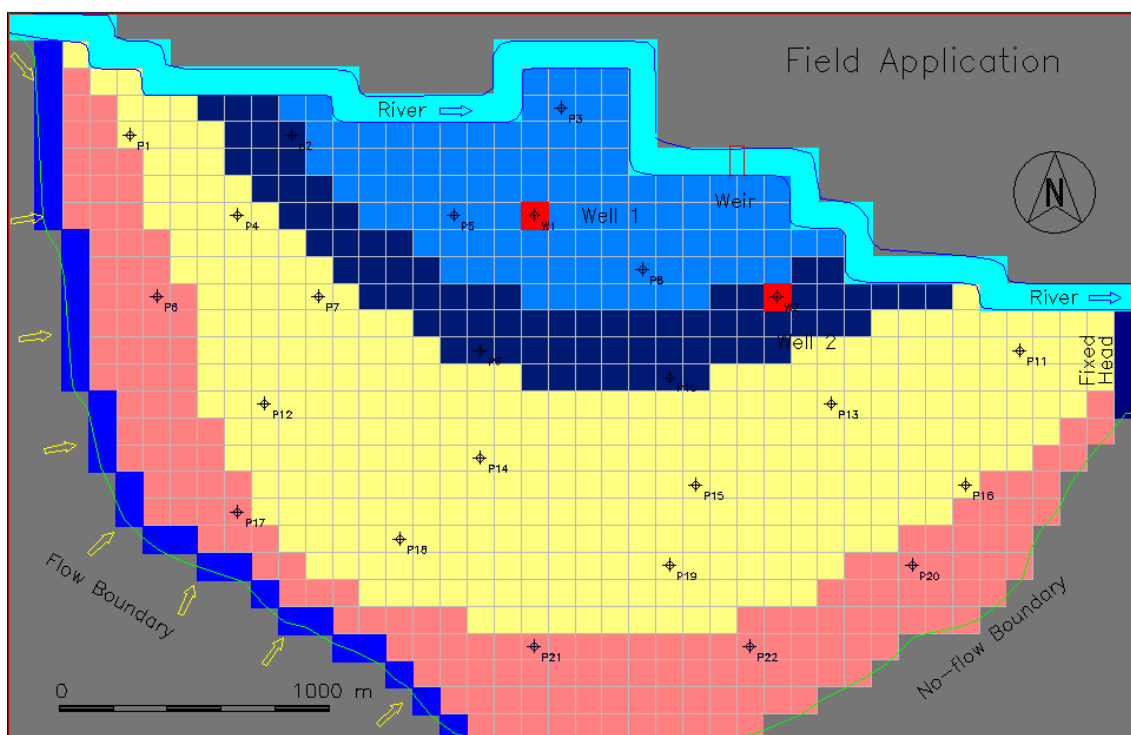 Field Application
River
P3
P1
P2
N
Weir
P4
P5
W1
Well 1
P8
P6
P7
W2
River
Well 2
P9
P11
Fixed
Head
P10
P12
P13
P14
P15
P16
P17
P18
P19
P20
Flow Boundary
P21
P22
No-flow Boundary
0
1000 m